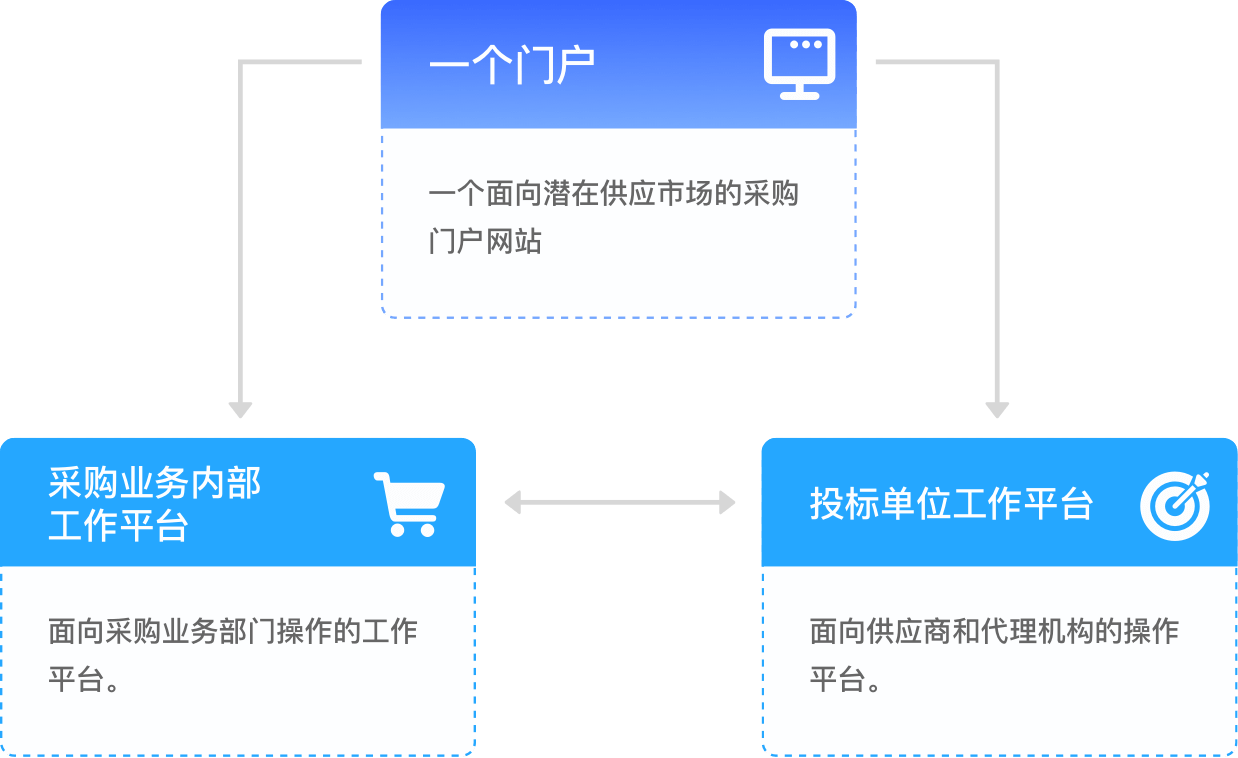 一个门户
一个面向潜在供应市场的采购
门户网站
采购业务内部
工作平台
面向采购业务部门操作的工作
平台。
投标单位工作平台
面向供应商和代理机构的操作
平台。